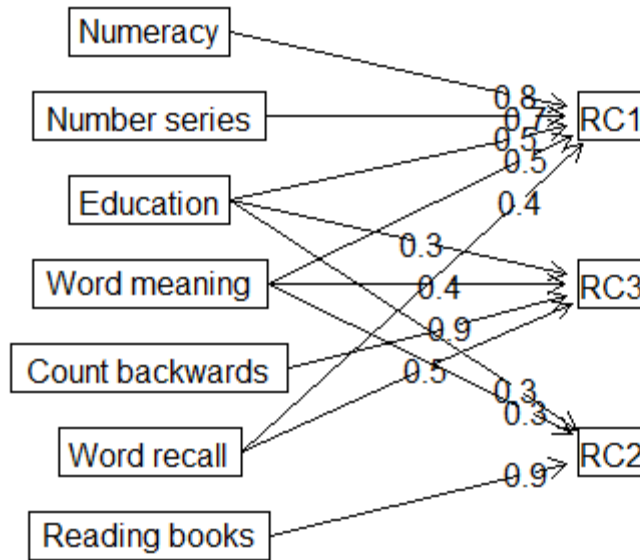 Numeracy
0.8
Number series
0.7
RC1
0.5
0.5
Education
0.4
0.3
Word meaning
0.4
RC3
0.9
Count backwards
0.5
0.3
0.3
Word recall
RC2
0.9
Reading books